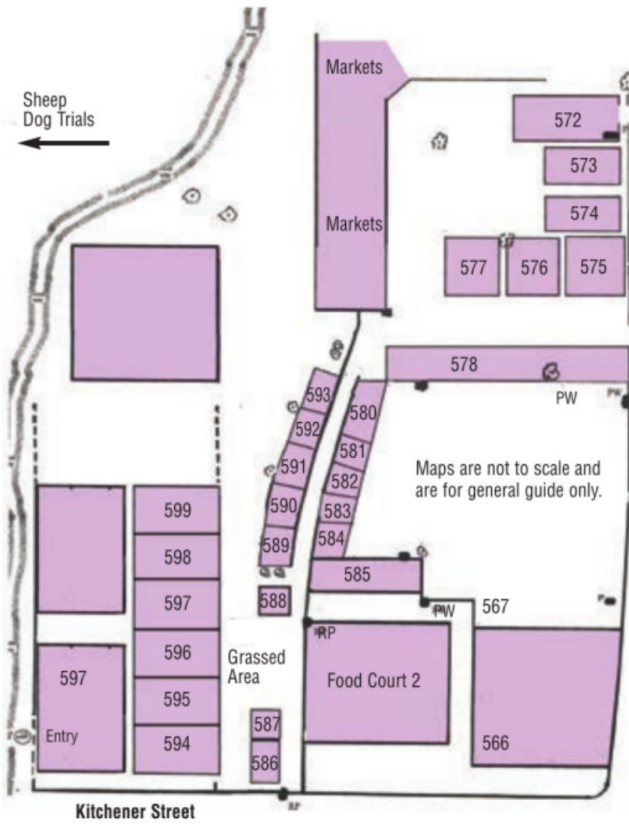 Markets
Sheep
Dog Trials
572
573
Markets
574
577
576
575
578
593
PW
580
592
581
591
582
Maps are not to scale and
are for general guide only.
599
590
583
598
589
584
585
597
588
567
PW
RP
596
Grassed
Area
597
Food Court 2
595
587
566
Entry
594
586
Kitchener Street